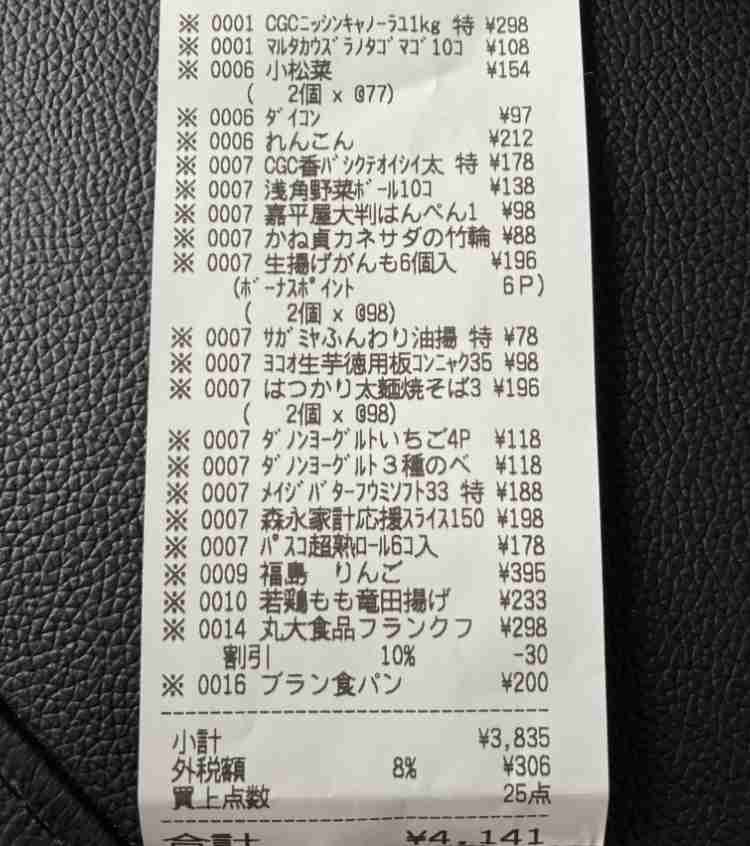 ※ 0001 CGCニッシンキャノーラユ1kg 特 ¥298
※ 0001 マルタカウズラノタゴマゴ10コ ¥108
※ 0006 小松菜 ¥154
( 2個 x @77)
※ 0006 ダイコン ¥97
※ 0006 れんこん ¥212
※ 0007 CGC香バシクテオイシイ太 特 ¥178
※ 0007 浅角野菜ボール10コ ¥138
※ 0007 嘉平屋大判はんぺん1 ¥98
※ 0007 かね貞カネサダの竹輪 ¥88
※ 0007 生揚げがんも6個入 ¥196
(ボーナスポイント 6P)
( 2個 x @98)
※ 0007 サガミヤふんわり油揚 特 ¥78
※ 0007 ヨコオ生芋徳用板コンニャク35 ¥98
※ 0007 はつかり太麺焼そば3 ¥196
( 2個 x @98)
※ 0007 ダノンヨーグルトいちご4P ¥118
※ 0007 ダノンヨーグルト3種のベ ¥118
※ 0007 メイジバターフウミソフト33 特 ¥188
※ 0007 森永家計応援スライス150 ¥198
※ 0007 パスコ超熟ロール6コ入 ¥178
※ 0009 福島 りんご ¥395
※ 0010 若鶏もも竜田揚げ ¥233
※ 0014 丸大食品フランクフ ¥298
割引 10% -30
※ 0016 ブラン食パン ¥200
小計 ¥3,835
外税額 8% ¥306
買上点数 25点
合計 ¥4,141